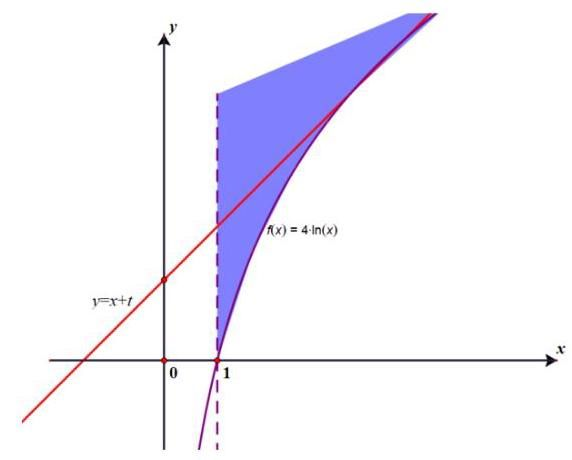 y
f(x) = 4·ln(x)
y=x+t
x
0
1